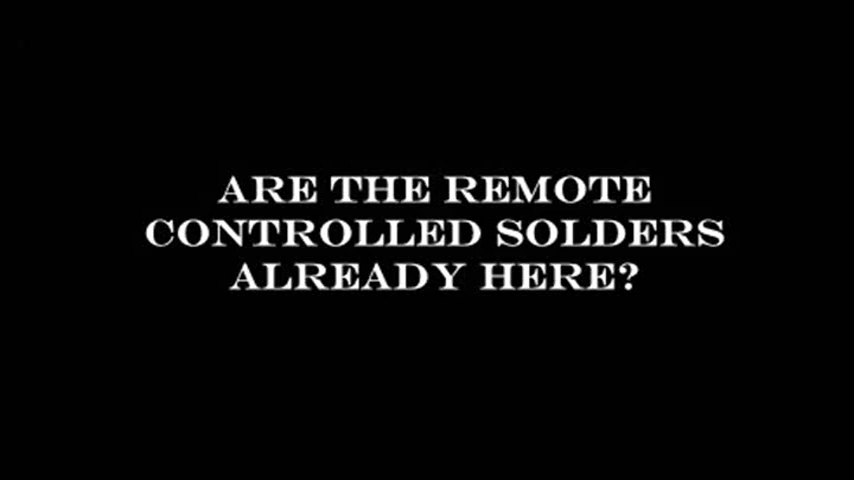 ARE THE REMOTE
CONTROLLED SOLDERS
ALREADY HERE?